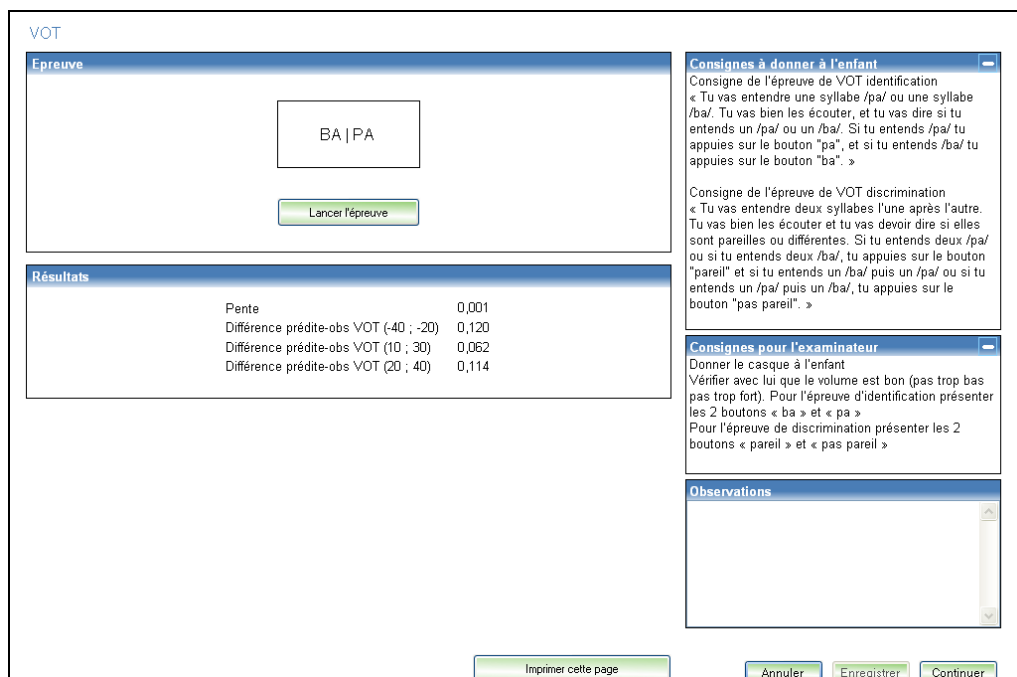 VOT
Epreuve
BA|PA
Lancer l'épreuve
Résultats
Pente 0,001
Différence prédite-obs VOT (-40 ; -20) 0,120
Différence prédite-obs VOT (10 ; 30) 0,062
Différence prédite-obs VOT (20 ; 40) 0,114
Consignes à donner à l'enfant
Consigne de l'épreuve de VOT identification
« Tu vas entendre une syllabe /pa/ ou une syllabe
/ba/. Tu vas bien les écouter, et tu vas dire si tu
entends un /pa/ ou un /ba/. Si tu entends /pa/ tu
appuies sur le bouton "pa", et si tu entends /ba/ tu
appuies sur le bouton "ba". »
Consigne de l'épreuve de VOT discrimination
« Tu vas entendre deux syllabes l'une après l'autre.
Tu vas bien les écouter et tu vas devoir dire si elles
sont pareilles ou différentes. Si tu entends deux /pa/
ou si tu entends deux /ba/, tu appuies sur le bouton
"pareil" et si tu entends un /ba/ puis un /pa/ ou si tu
entends un /pa/ puis un /ba/, tu appuies sur le
bouton "pas pareil". »
Consignes pour l'examinateur
Donner le casque à l'enfant
Vérifier avec lui que le volume est bon (pas trop bas
pas trop fort). Pour l'épreuve d'identification présenter
les 2 boutons « ba » et « pa »
Pour l'épreuve de discrimination présenter les 2
boutons « pareil » et « pas pareil »
Observations
Imprimer cette page
Annuler
Enregistrer
Continuer